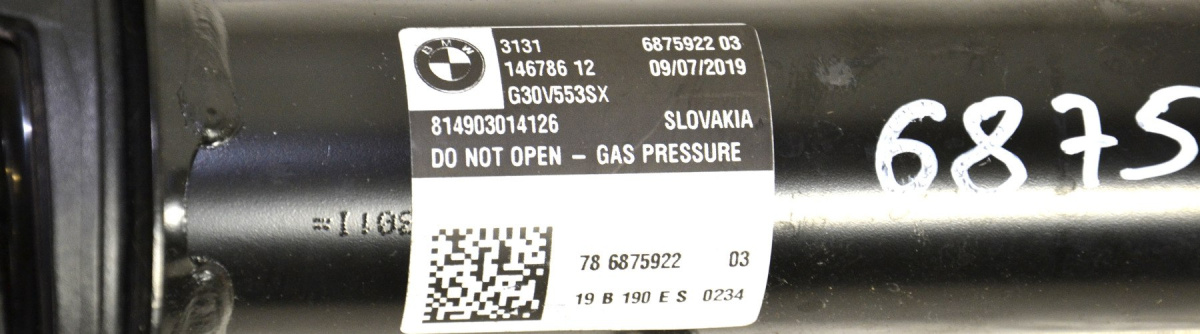 BMW
3131 6875922 03
146786 12 09/07/2019
G30V553SX
814903014126 SLOVAKIA
DO NOT OPEN – GAS PRESSURE
78 6875922 03
19 B 190 E S 0234
6875